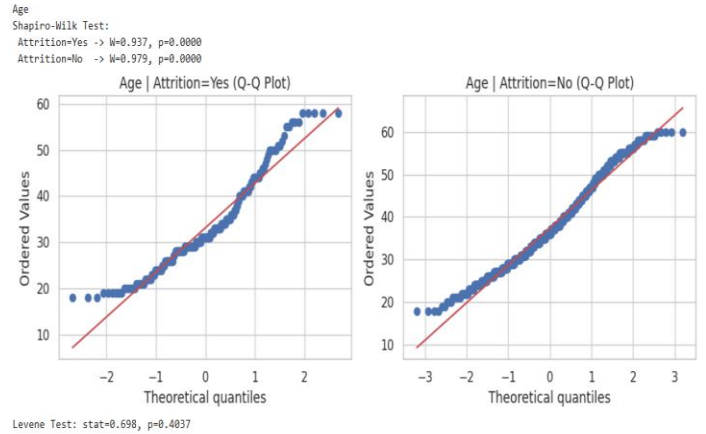 Age
Shapiro-Wilk Test:
Attrition=Yes -> W=0.937, p=0.0000
Attrition=No -> W=0.979, p=0.0000
Age | Attrition=Yes (Q-Q Plot)
60
50
40
30
20
10
Ordered Values
−2 −1 0 1 2
Theoretical quantiles
Age | Attrition=No (Q-Q Plot)
60
50
40
30
20
10
Ordered Values
−3 −2 −1 0 1 2 3
Theoretical quantiles
Levene Test: stat=0.698, p=0.4037